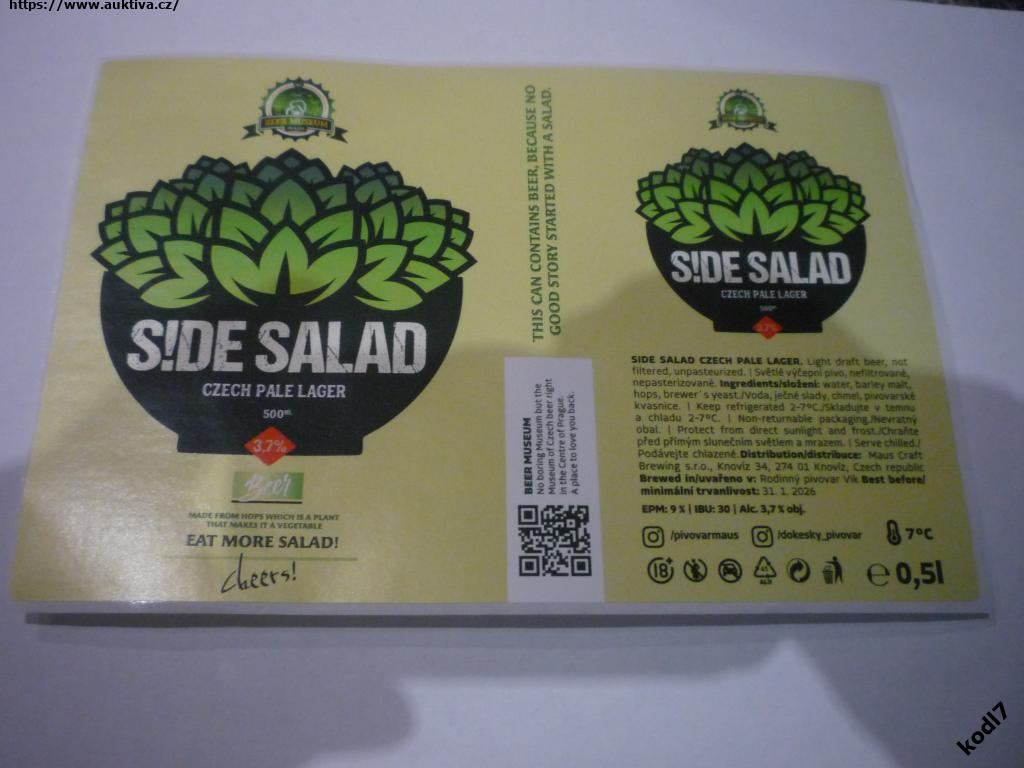 https://www.auktiva.cz/
BEER MUSEUM
S!DE SALAD
CZECH PALE LAGER
500ML
3,7%
Beer
MADE FROM HOPS WHICH IS A PLANT
THAT MAKES IT A VEGETABLE
EAT MORE SALAD!
cheers!
THIS CAN CONTAINS BEER, BECAUSE NO
GOOD STORY STARTED WITH A SALAD.
BEER MUSEUM
No boring Museum but the
Museum of Czech beer right
in the Centre of Prague.
A place to love you back.
BEER MUSEUM
S!DE SALAD
CZECH PALE LAGER
500ML
3,7%
SIDE SALAD CZECH PALE LAGER. Light draft beer, not
filtered, unpasteurized. | Světlé výčepní pivo, nefiltrované,
nepasterizované. Ingredients/složení: water, barley malt,
hops, brewer´s yeast./Voda, ječné slady, chmel, pivovarské
kvasnice. | Keep refrigerated 2-7°C./Skladujte v temnu
a chladu 2-7°C. | Non-returnable packaging./Nevratný
obal. | Protect from direct sunlight and frost./Chraňte
před přímým slunečním světlem a mrazem. | Serve chilled./
Podávejte chlazené. Distribution/distribuce: Maus Craft
Brewing s.r.o., Knovíz 34, 274 01 Knovíz, Czech republic
Brewed in/uvařeno v: Rodinný pivovar Vik Best before/
minimální trvanlivost: 31. 1. 2026
EPM: 9 % | IBU: 30 | Alc. 3,7 % obj.
/pivovarmaus /dokesky_pivovar 7°C
18+ 41 ALU e 0,5l
kodl7